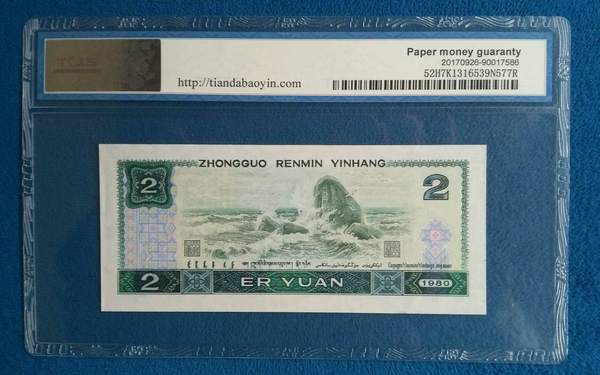 Paper money guaranty
20170926-90017586
http://tiandabaoyin.com
52H7K1316539N577R
ZHONGGUO RENMIN YINHANG
2
2
2
ER YUAN
1980